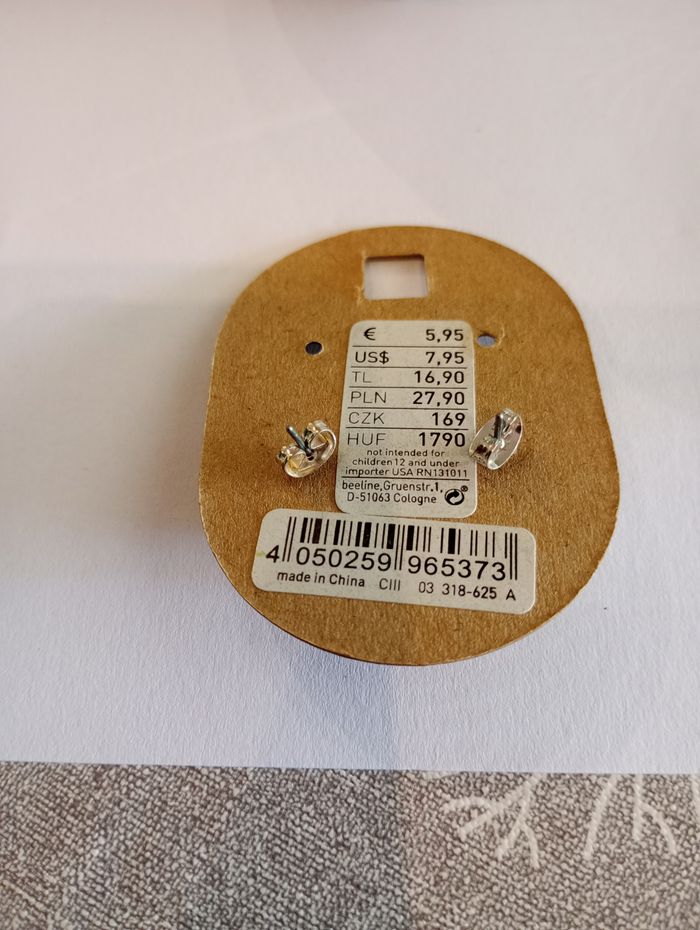 € 5,95
US$ 7,95
TL 16,90
PLN 27,90
CZK 169
HUF 1790
not intended for
children 12 and under
importer USA RN131011
beeline,Gruenstr.1,
D-51063 Cologne
4 050259 965373
made in China CIII 03 318-625 A